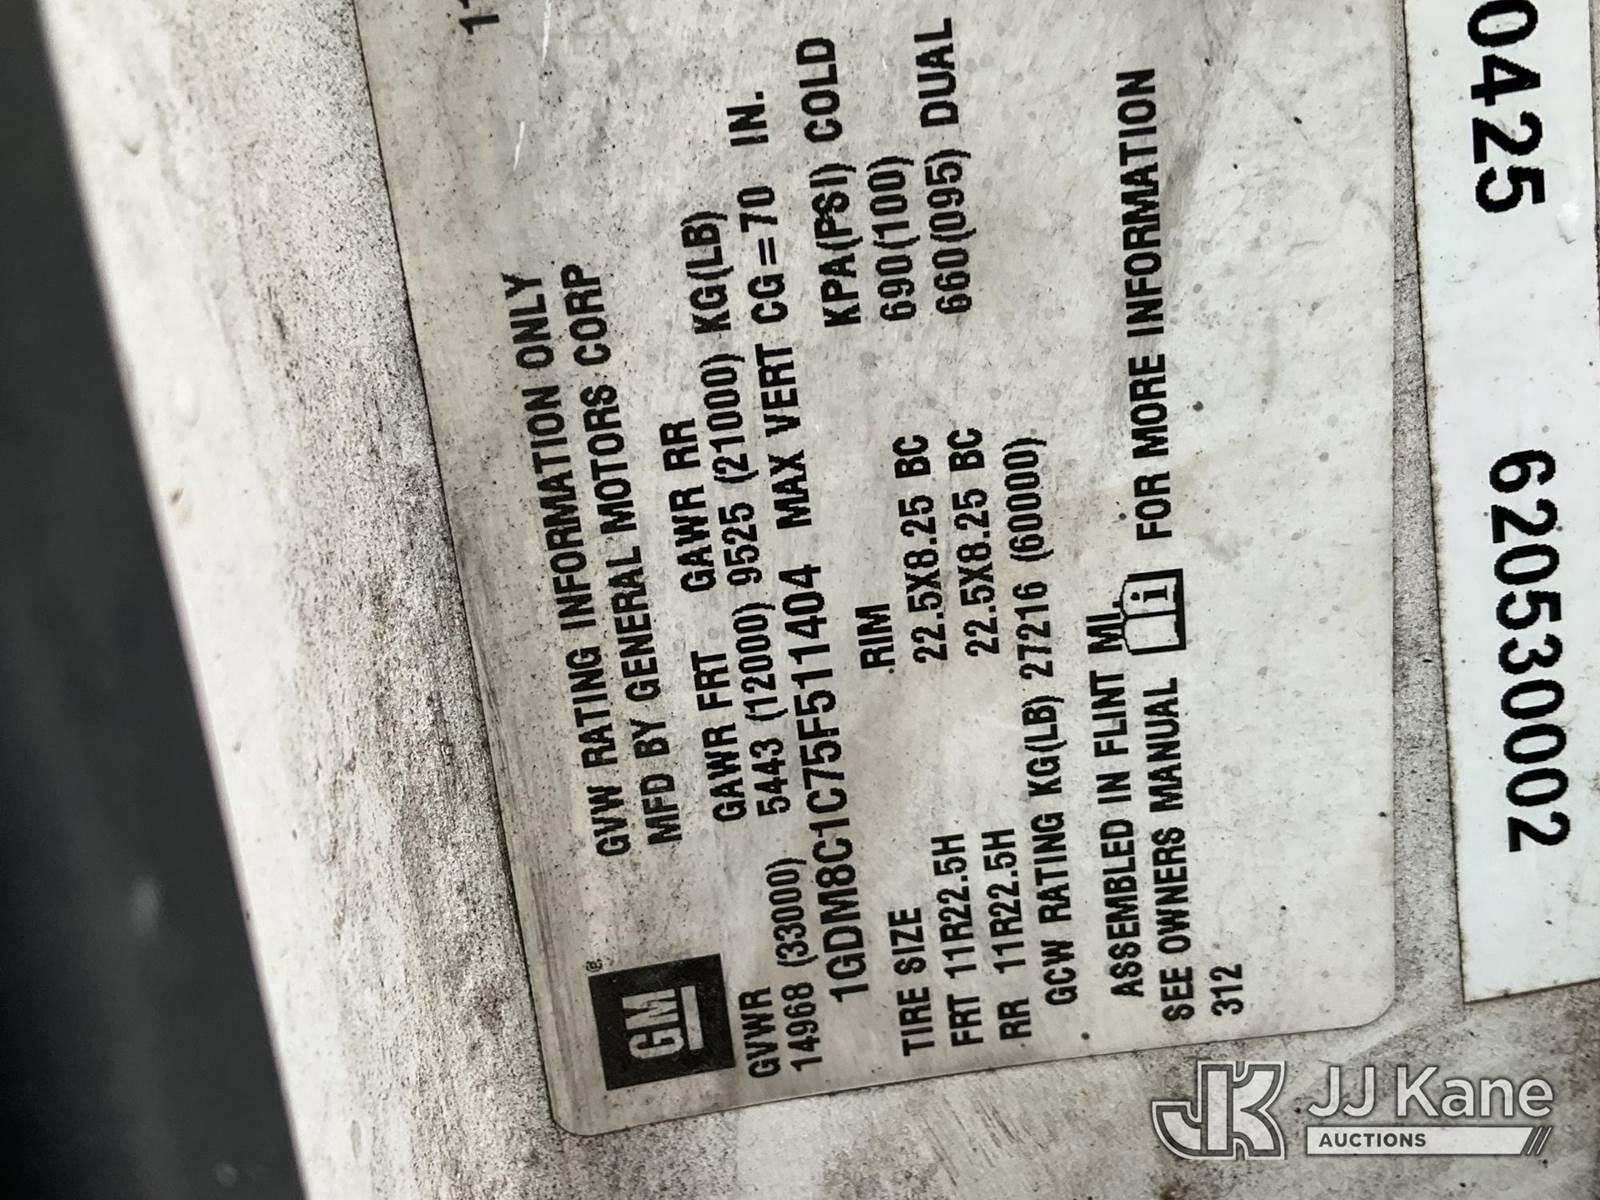 11
GVW RATING INFORMATION ONLY
MFD BY GENERAL MOTORS CORP
GM®
GVWR GAWR FRT GAWR RR
14968 (33000) 5443 (12000) 9525 (21000) KG(LB)
1GDM8C1C75F511404 MAX VERT CG=70 IN.
TIRE SIZE RIM KPA(PSI) COLD
FRT 11R22.5H 22.5X8.25 BC 690(100)
RR 11R22.5H 22.5X8.25 BC 660(095) DUAL
GCW RATING KG(LB) 27216 (60000)
ASSEMBLED IN FLINT MI.
SEE OWNERS MANUAL i FOR MORE INFORMATION
312
0425
620530002
JK JJ Kane
AUCTIONS